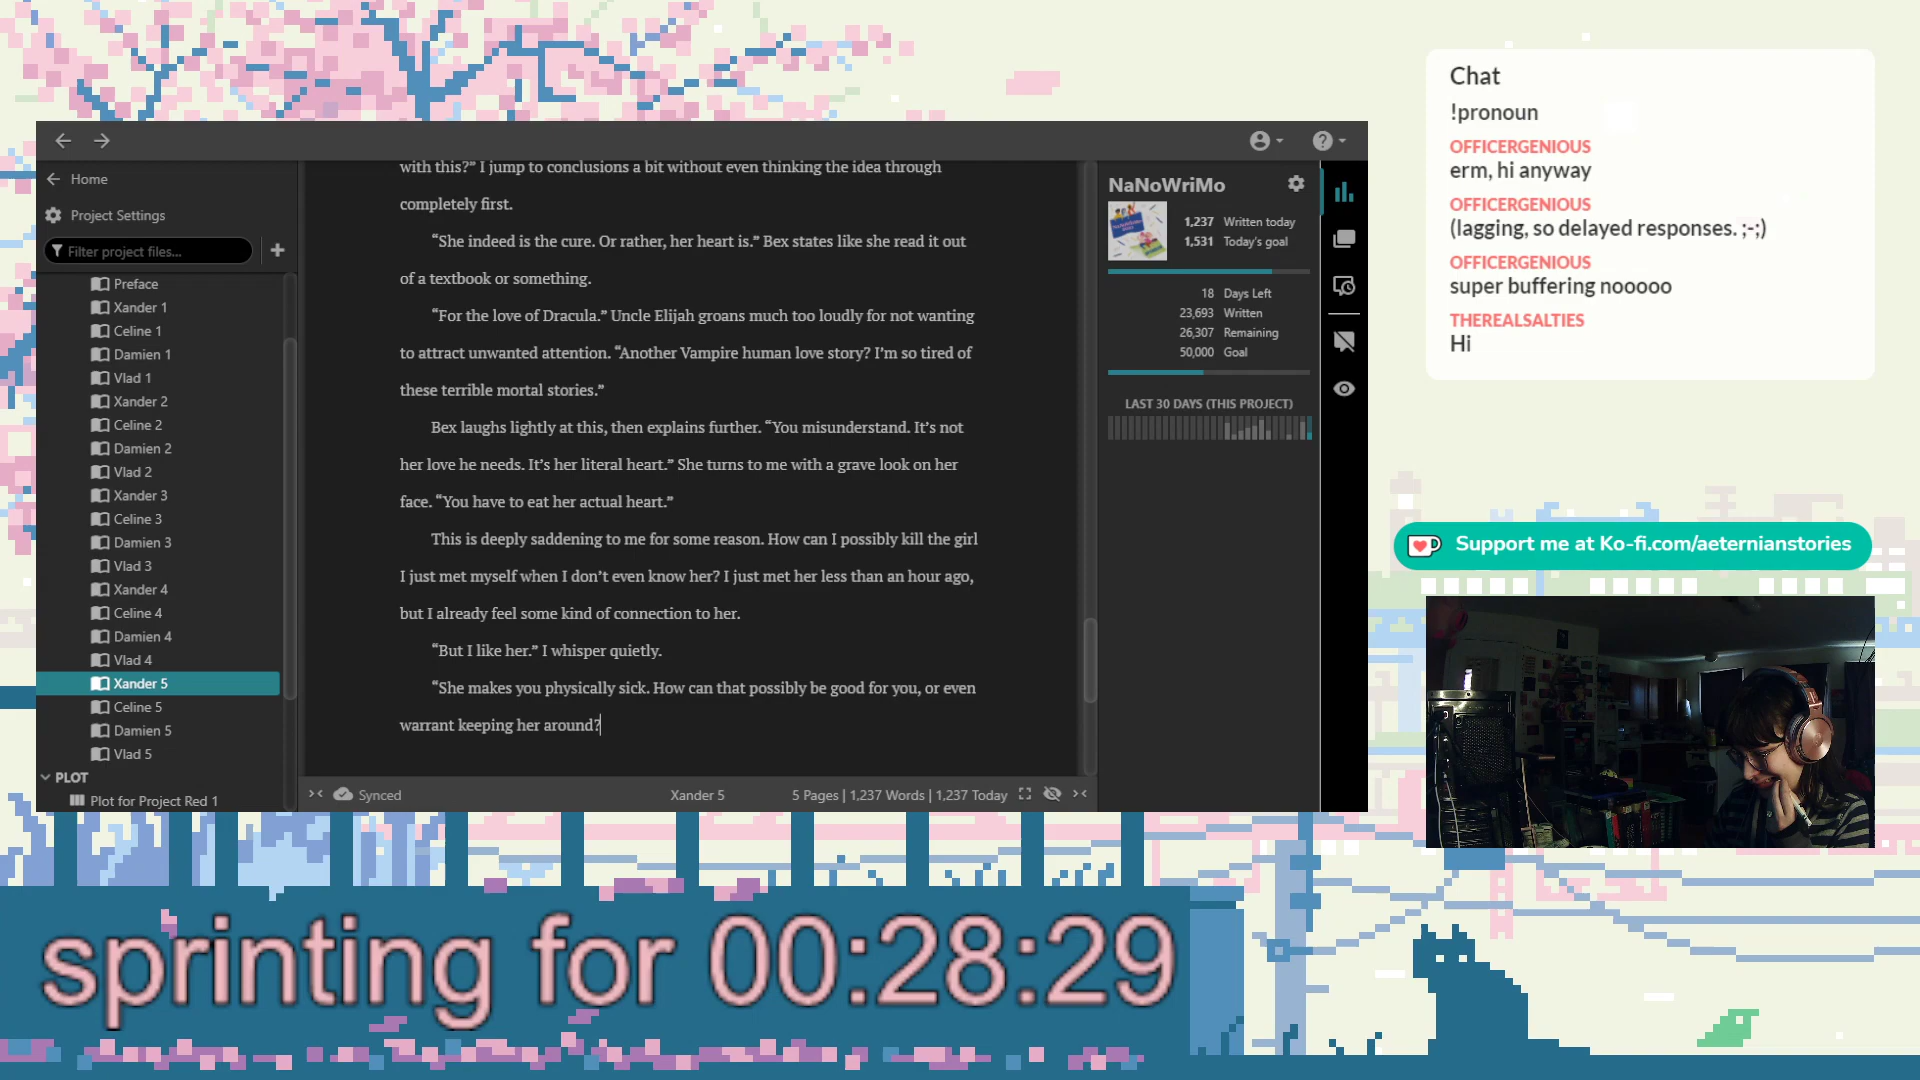 Home
Project Settings
Filter project files...
Preface
Xander 1
Celine 1
Damien 1
Vlad 1
Xander 2
Celine 2
Damien 2
Vlad 2
Xander 3
Celine 3
Damien 3
Vlad 3
Xander 4
Celine 4
Damien 4
Vlad 4
Xander 5
Celine 5
Damien 5
Vlad 5
PLOT
Plot for Project Red 1
with this?” I jump to conclusions a bit without even thinking the idea through
completely first.
“She indeed is the cure. Or rather, her heart is.” Bex states like she read it out
of a textbook or something.
“For the love of Dracula.” Uncle Elijah groans much too loudly for not wanting
to attract unwanted attention. “Another Vampire human love story? I’m so tired of
these terrible mortal stories.”
Bex laughs lightly at this, then explains further. “You misunderstand. It’s not
her love he needs. It’s her literal heart.” She turns to me with a grave look on her
face. “You have to eat her actual heart.”
This is deeply saddening to me for some reason. How can I possibly kill the girl
I just met myself when I don’t even know her? I just met her less than an hour ago,
but I already feel some kind of connection to her.
“But I like her.” I whisper quietly.
“She makes you physically sick. How can that possibly be good for you, or even
warrant keeping her around?
Synced
Xander 5
5 Pages | 1,237 Words | 1,237 Today
NaNoWriMo
1,237 Written today
1,531 Today's goal
18 Days Left
23,693 Written
26,307 Remaining
50,000 Goal
LAST 30 DAYS (THIS PROJECT)
Chat
!pronoun
OFFICERGENIOUS
erm, hi anyway
OFFICERGENIOUS
(lagging, so delayed responses. ;-;)
OFFICERGENIOUS
super buffering nooooo
THEREALSALTIES
Hi
Support me at Ko-fi.com/aeternianstories
sprinting for 00:28:29